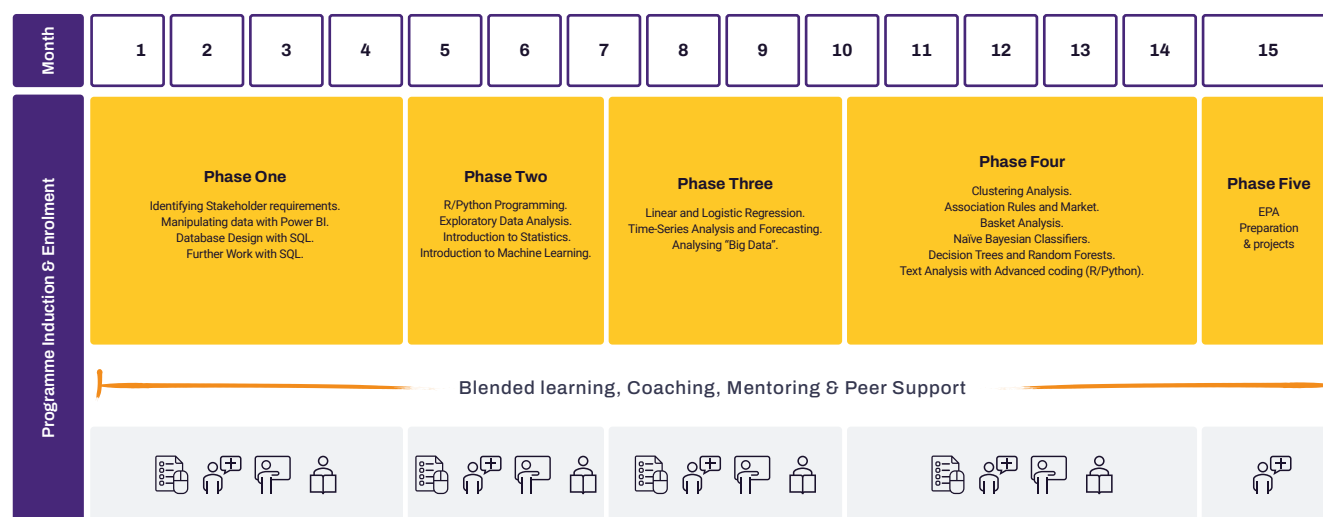 Month
1 2 3 4 5 6 7 8 9 10 11 12 13 14 15
Programme Induction & Enrolment
Phase One
Identifying Stakeholder requirements.
Manipulating data with Power BI.
Database Design with SQL.
Further Work with SQL.
Phase Two
R/Python Programming.
Exploratory Data Analysis.
Introduction to Statistics.
Introduction to Machine Learning.
Phase Three
Linear and Logistic Regression.
Time-Series Analysis and Forecasting.
Analysing “Big Data”.
Phase Four
Clustering Analysis.
Association Rules and Market.
Basket Analysis.
Naïve Bayesian Classifiers.
Decision Trees and Random Forests.
Text Analysis with Advanced coding (R/Python).
Phase Five
EPA
Preparation
& projects
Blended learning, Coaching, Mentoring & Peer Support